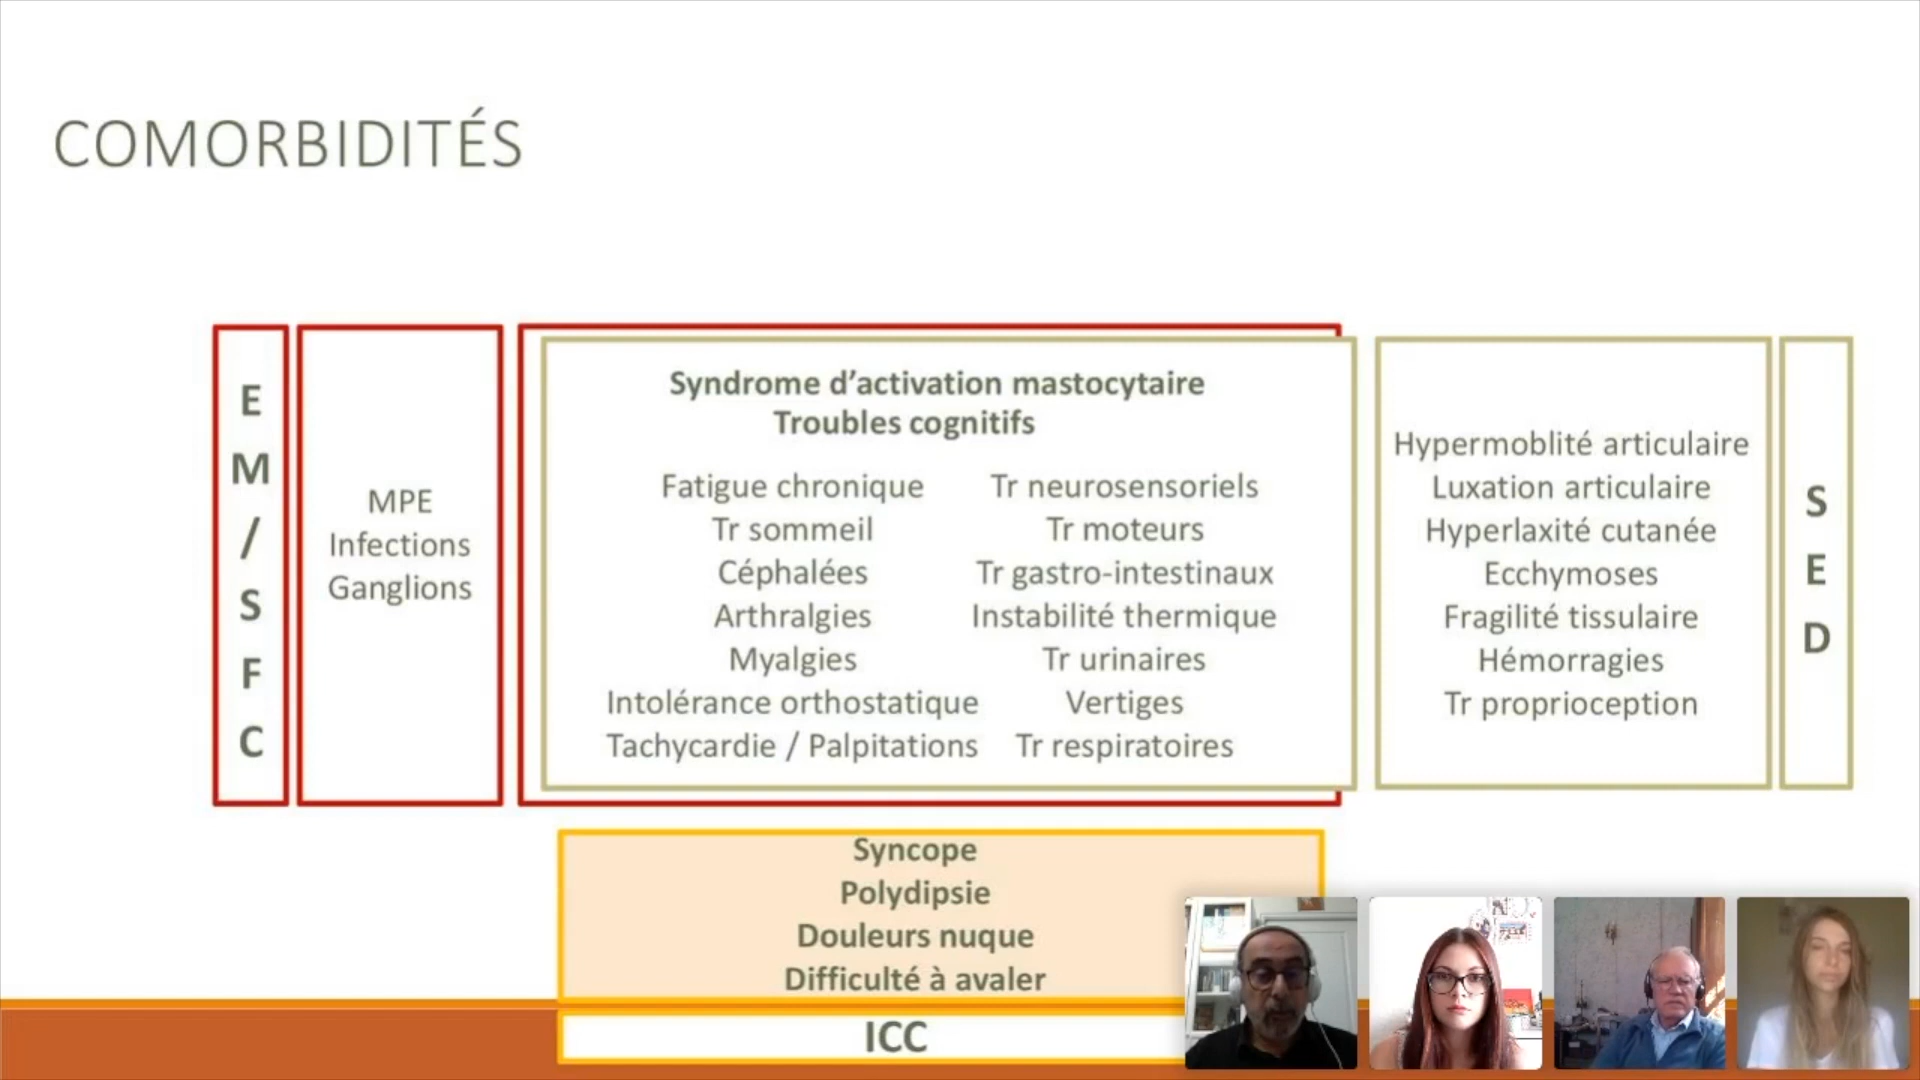 COMORBIDITÉS
E
M
/
S
F
C
MPE
Infections
Ganglions
Syndrome d’activation mastocytaire
Troubles cognitifs
Fatigue chronique
Tr sommeil
Céphalées
Arthralgies
Myalgies
Intolérance orthostatique
Tachycardie / Palpitations
Tr neurosensoriels
Tr moteurs
Tr gastro-intestinaux
Instabilité thermique
Tr urinaires
Vertiges
Tr respiratoires
Hypermoblité articulaire
Luxation articulaire
Hyperlaxité cutanée
Ecchymoses
Fragilité tissulaire
Hémorragies
Tr proprioception
S
E
D
Syncope
Polydipsie
Douleurs nuque
Difficulté à avaler
ICC